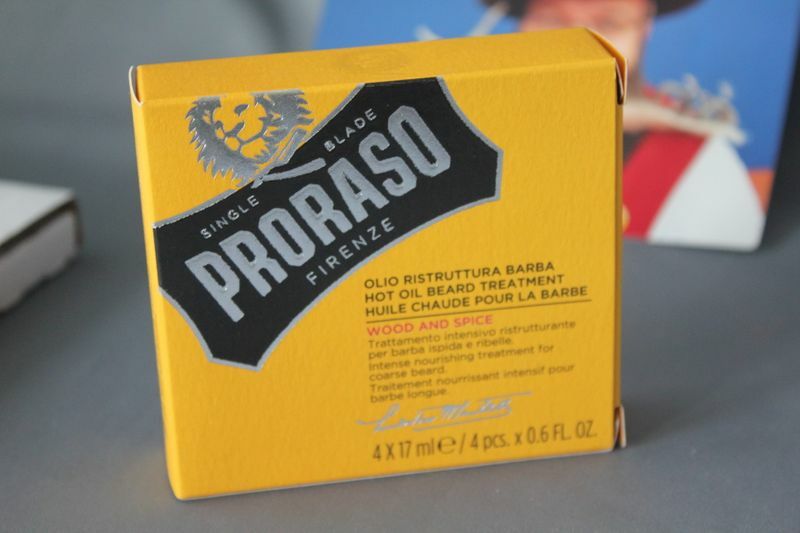 SINGLE BLADE
PRORASO
FIRENZE
OLIO RISTRUTTURA BARBA
HOT OIL BEARD TREATMENT
HUILE CHAUDE POUR LA BARBE
WOOD AND SPICE
Trattamento intensivo ristrutturante
per barba ispida e ribelle.
Intense nourishing treatment for
coarse beard.
Traitement nourrissant intensif pour
barbe longue.
4 X 17 ml ℮ / 4 pcs. x 0.6 FL. OZ.